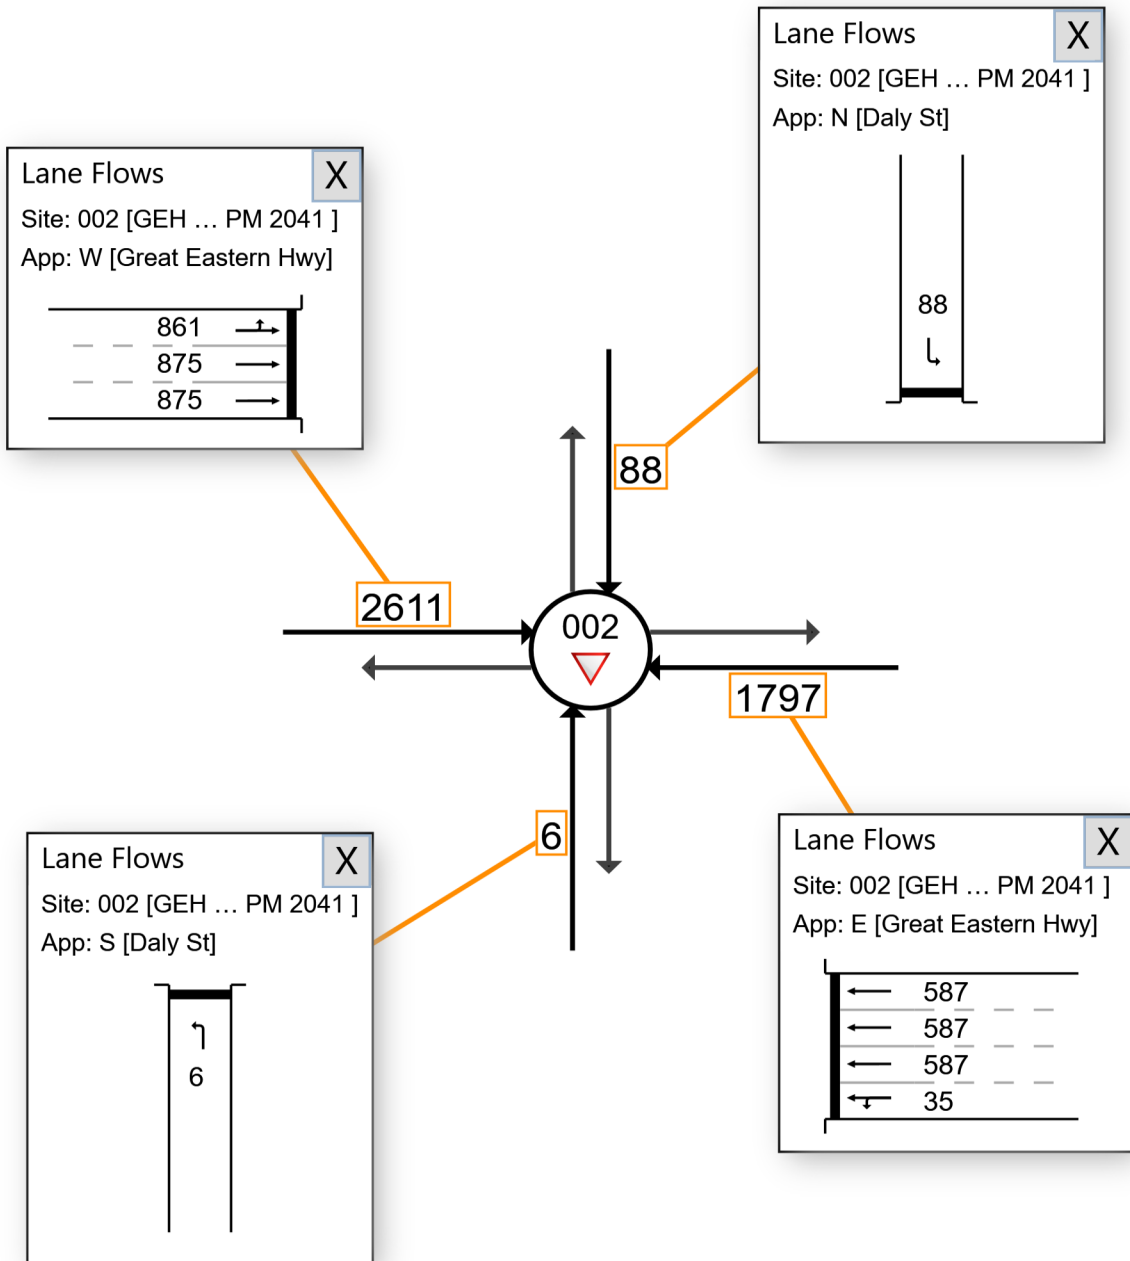 Lane Flows
X
Site: 002 [GEH ... PM 2041 ]
App: N [Daly St]
88
Lane Flows
X
Site: 002 [GEH ... PM 2041 ]
App: W [Great Eastern Hwy]
861
875
875
88
2611
002
1797
6
Lane Flows
X
Site: 002 [GEH ... PM 2041 ]
App: S [Daly St]
6
Lane Flows
X
Site: 002 [GEH ... PM 2041 ]
App: E [Great Eastern Hwy]
587
587
587
35